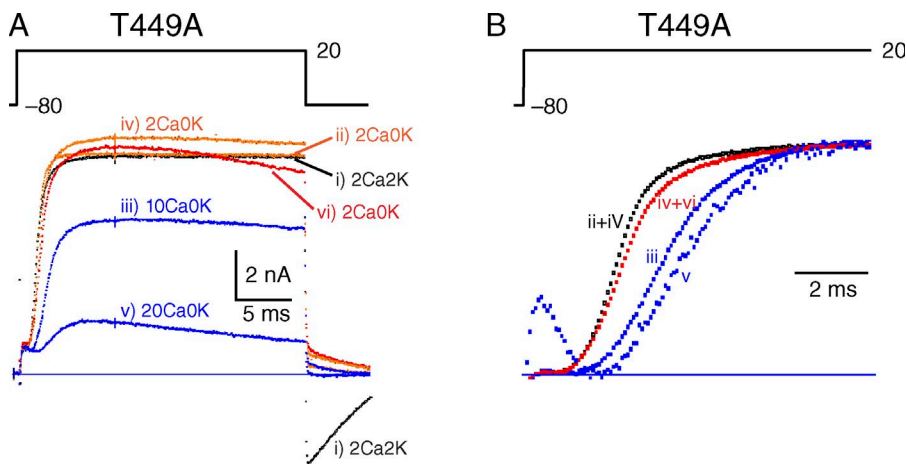 A
T449A
20
−80
iv) 2Ca0K
ii) 2Ca0K
i) 2Ca2K
vi) 2Ca0K
iii) 10Ca0K
2 nA
5 ms
v) 20Ca0K
i) 2Ca2K
B
T449A
20
−80
ii+iV
iv+vi
iii
v
2 ms